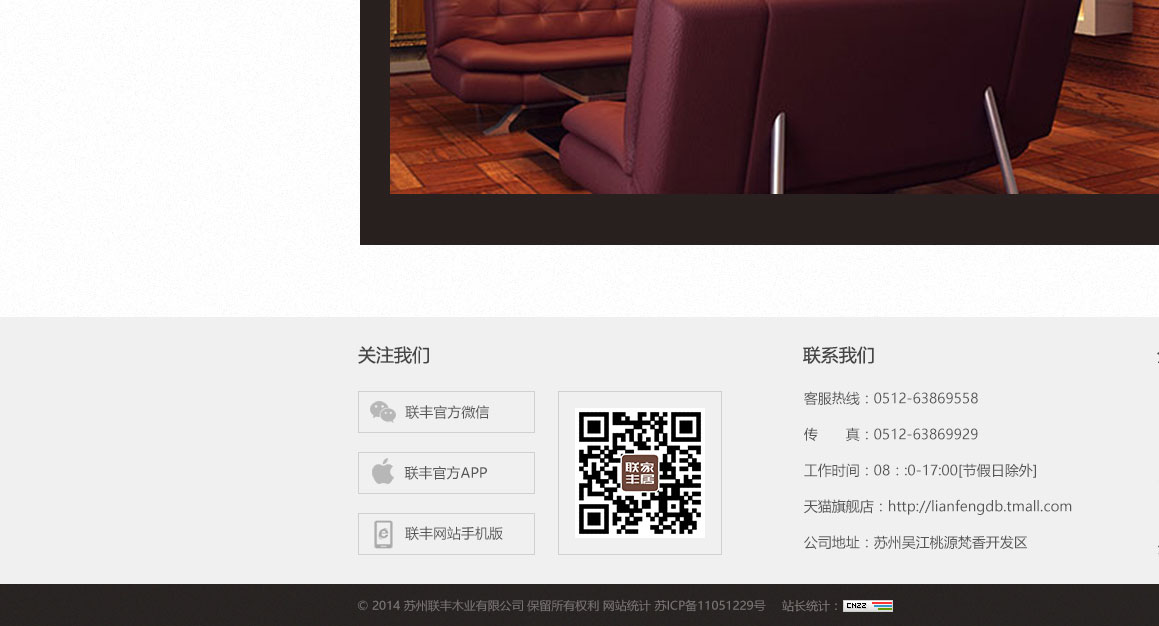 关注我们
联丰官方微信
联丰官方APP
联丰网站手机版
联家
丰居
联系我们
客服热线：0512-63869558
传　　真：0512-63869929
工作时间：08：:0-17:00[节假日除外]
天猫旗舰店：http://lianfengdb.tmall.com
公司地址：苏州吴江桃源梵香开发区
© 2014 苏州联丰木业有限公司 保留所有权利 网站统计 苏ICP备11051229号 站长统计： CNZZ